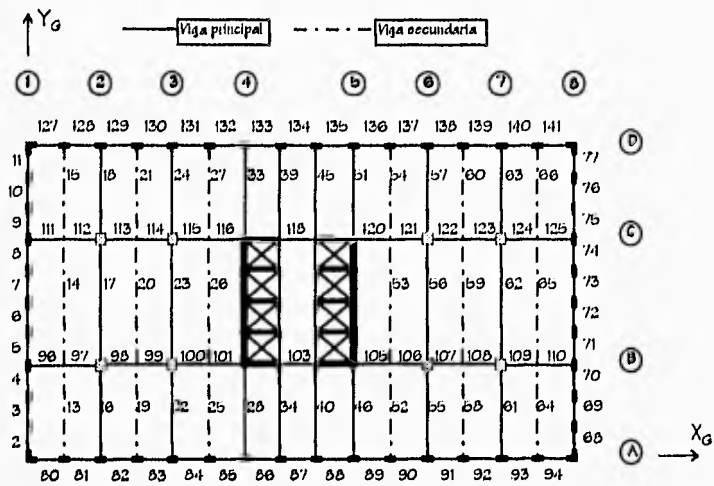 Y_G
Viga principal
Viga secundaria
1 2 3 4 5 6 7 8
127 128 129 130 131 132 133 134 135 136 137 138 139 140 141
D
11 15 18 21 24 27 33 39 45 51 54 57 60 63 66 77
10 76
9 75
111 112 113 114 115 116 118 120 121 122 123 124 125
C
8 74
7 14 17 20 23 26 53 56 59 62 65 73
6 72
5 71
96 97 98 99 100 101 103 105 106 107 108 109 110
B
4 70
3 13 16 19 22 25 28 34 40 46 52 55 58 61 64 69
2 68
A
X_G
80 81 82 83 84 85 86 87 88 89 90 91 92 93 94